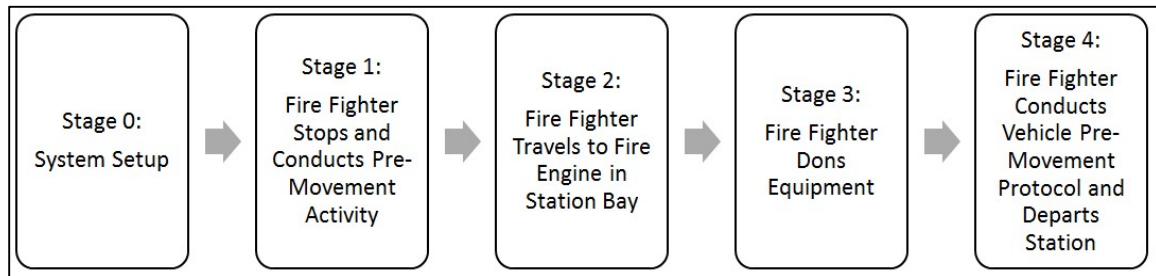 Stage 0:
System Setup
Stage 1:
Fire Fighter
Stops and
Conducts Pre-
Movement
Activity
Stage 2:
Fire Fighter
Travels to Fire
Engine in
Station Bay
Stage 3:
Fire Fighter
Dons
Equipment
Stage 4:
Fire Fighter
Conducts
Vehicle Pre-
Movement
Protocol and
Departs
Station